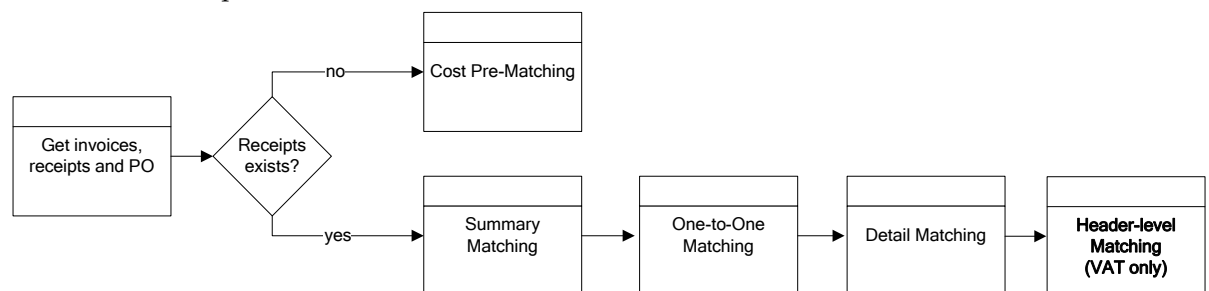 no
Cost Pre-Matching
Get invoices,
receipts and PO
Receipts
exists?
yes
Summary
Matching
One-to-One
Matching
Detail Matching
Header-level
Matching
(VAT only)